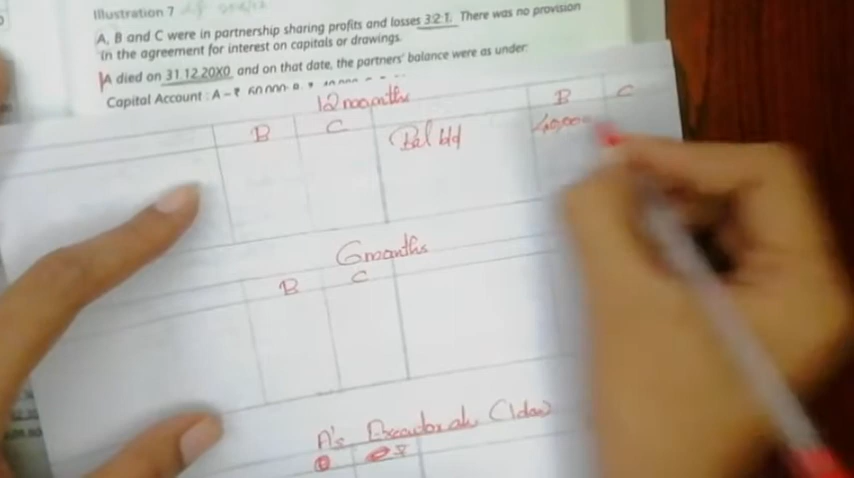 Illustration 7
A, B and C were in partnership sharing profits and losses 3:2:1. There was no provision
in the agreement for interest on capitals or drawings.
A died on 31.12.20X0 and on that date, the partners' balance were as under:
Capital Account : A – ₹ 60,000
12 months
B C
B C Bal b/d 40,000
6 months
B C
A's